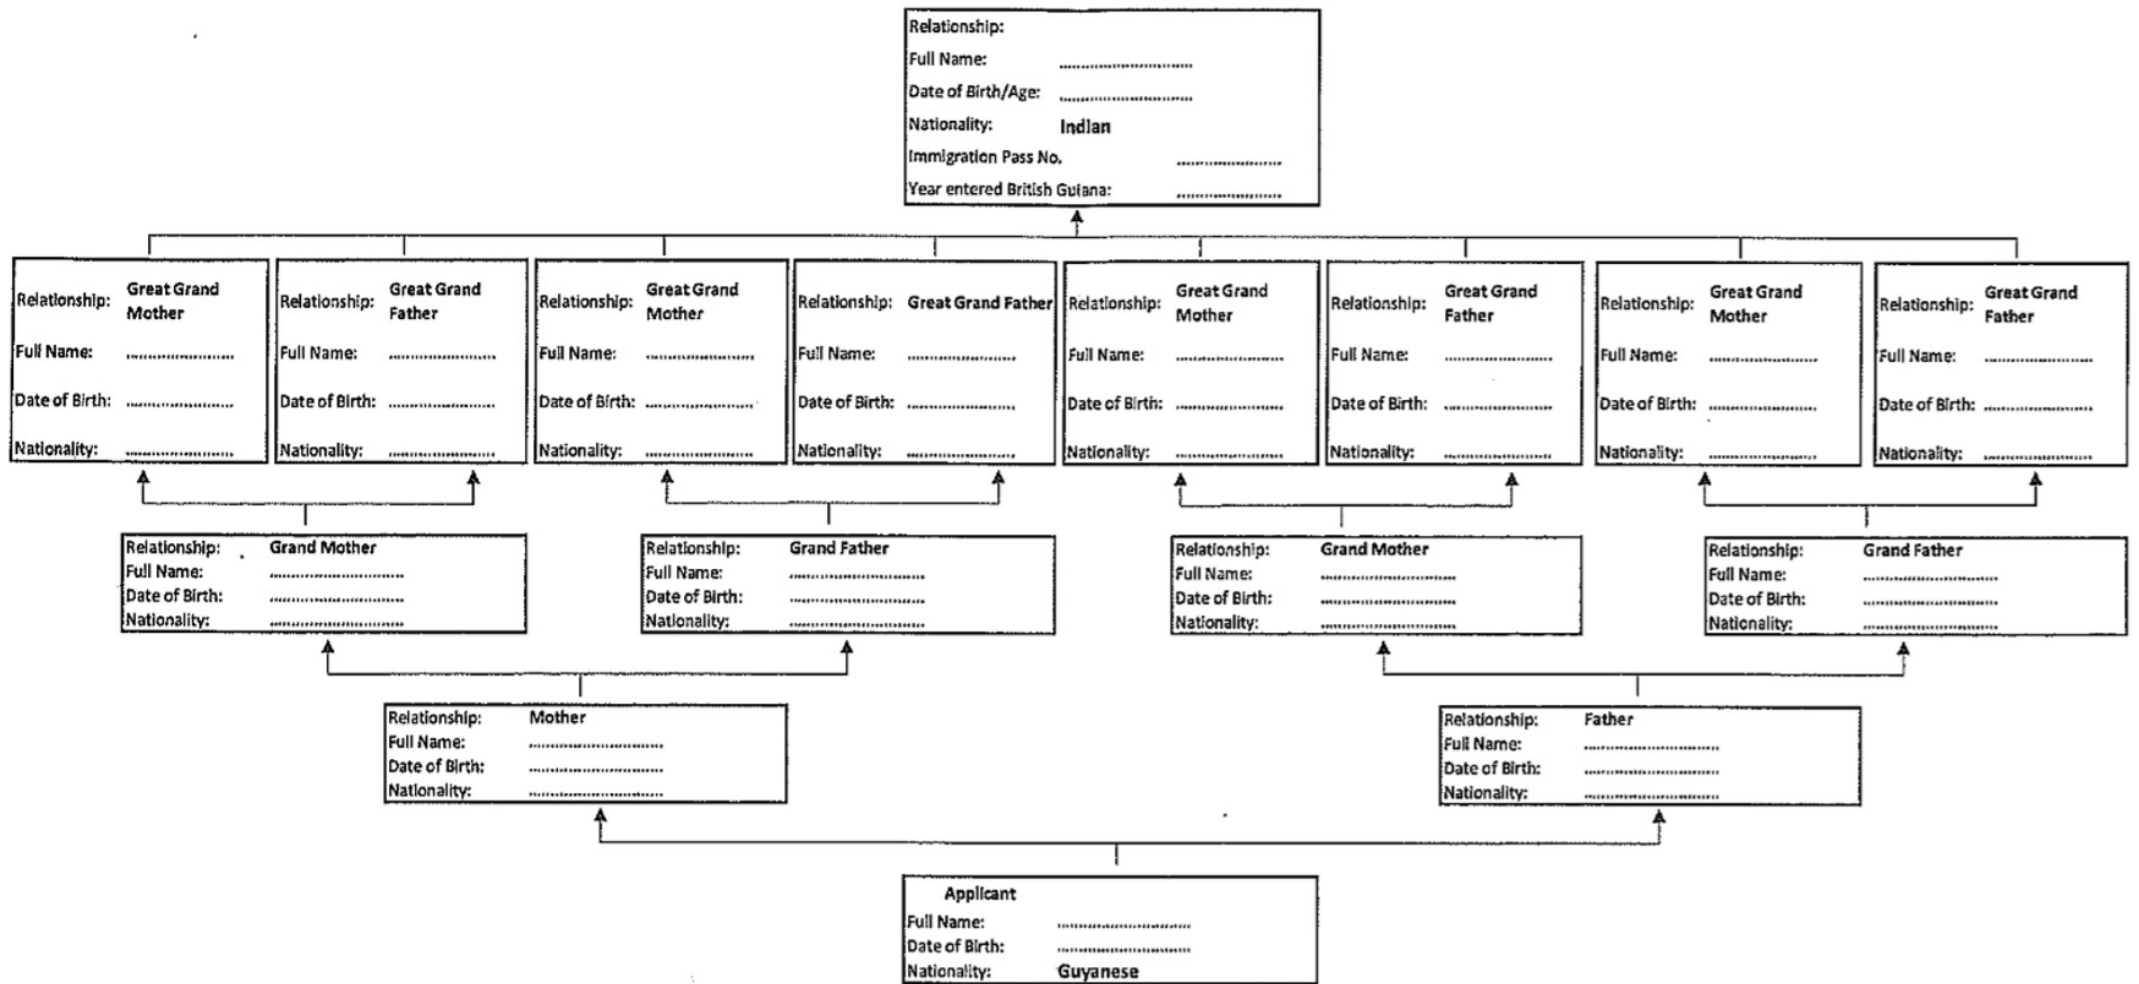 Relationship:
Full Name: ........................
Date of Birth/Age: ........................
Nationality: Indian
Immigration Pass No. ...................
Year entered British Guiana: ...................
Relationship: Great Grand
Mother
Full Name: ...................
Date of Birth: ...................
Nationality: ...................
Relationship: Great Grand
Father
Full Name: ...................
Date of Birth: ...................
Nationality: ...................
Relationship: Great Grand
Mother
Full Name: ...................
Date of Birth: ...................
Nationality: ...................
Relationship: Great Grand Father
Full Name: ...................
Date of Birth: ...................
Nationality: ...................
Relationship: Great Grand
Mother
Full Name: ...................
Date of Birth: ...................
Nationality: ...................
Relationship: Great Grand
Father
Full Name: ...................
Date of Birth: ...................
Nationality: ...................
Relationship: Great Grand
Mother
Full Name: ...................
Date of Birth: ...................
Nationality: ...................
Relationship: Great Grand
Father
Full Name: ...................
Date of Birth: ...................
Nationality: ...................
Relationship: Grand Mother
Full Name: ........................
Date of Birth: ........................
Nationality: ........................
Relationship: Grand Father
Full Name: ........................
Date of Birth: ........................
Nationality: ........................
Relationship: Grand Mother
Full Name: ........................
Date of Birth: ........................
Nationality: ........................
Relationship: Grand Father
Full Name: ........................
Date of Birth: ........................
Nationality: ........................
Relationship: Mother
Full Name: ........................
Date of Birth: ........................
Nationality: ........................
Relationship: Father
Full Name: ........................
Date of Birth: ........................
Nationality: ........................
Applicant
Full Name: ........................
Date of Birth: ........................
Nationality: Guyanese